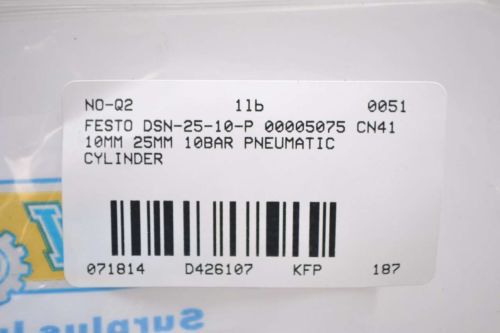 NO-Q2 1lb 0051
FESTO DSN-25-10-P 00005075 CN41
10MM 25MM 10BAR PNEUMATIC
CYLINDER
071814 D426107 KFP 187
Surplus